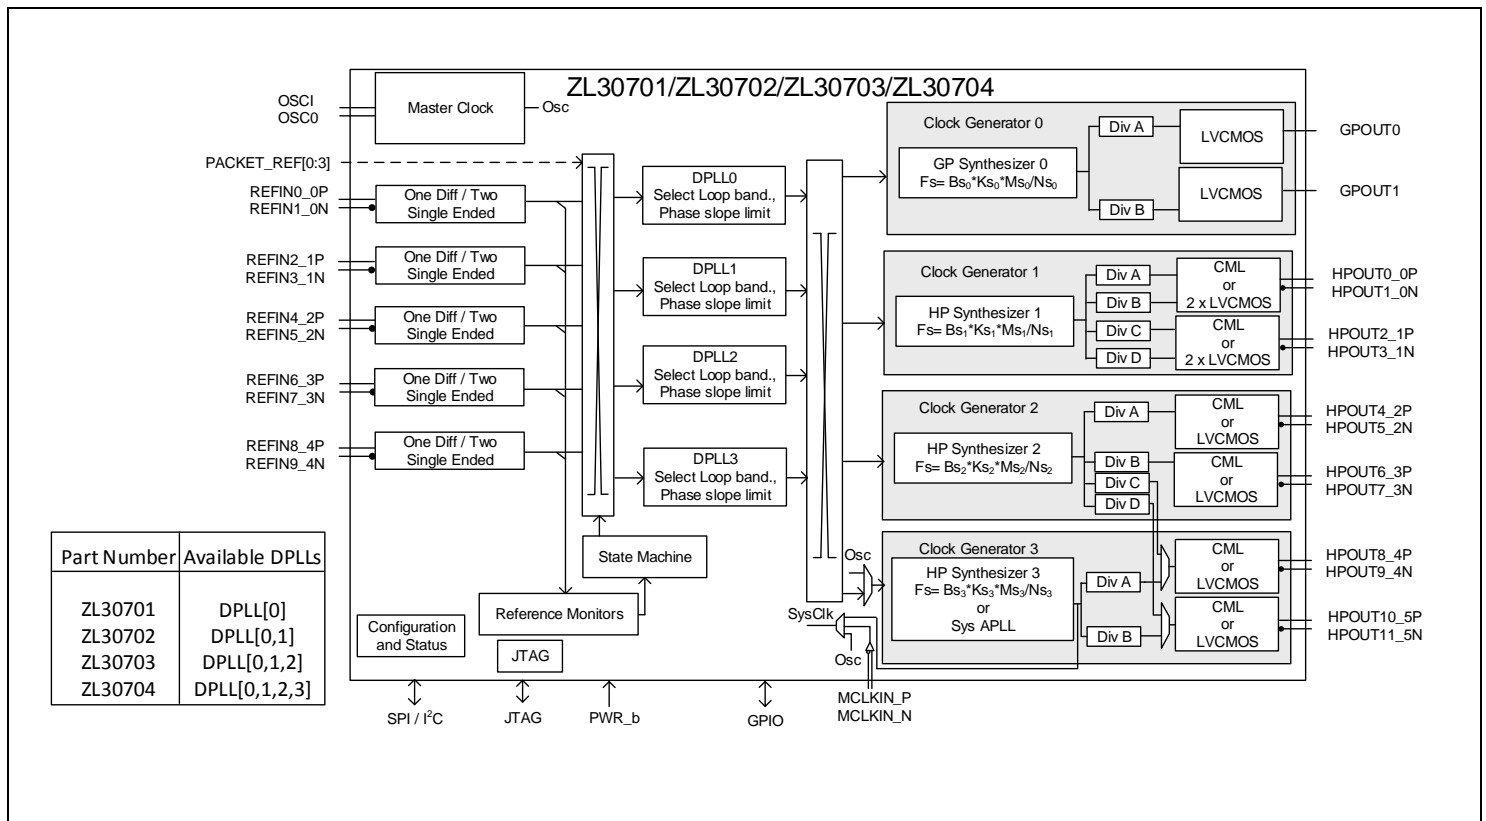 ZL30701/ZL30702/ZL30703/ZL30704
OSCI
OSC0
Master Clock
Osc
PACKET_REF[0:3]
REFIN0_0P
REFIN1_0N
One Diff / Two
Single Ended
REFIN2_1P
REFIN3_1N
One Diff / Two
Single Ended
REFIN4_2P
REFIN5_2N
One Diff / Two
Single Ended
REFIN6_3P
REFIN7_3N
One Diff / Two
Single Ended
REFIN8_4P
REFIN9_4N
One Diff / Two
Single Ended
DPLL0
Select Loop band.,
Phase slope limit
DPLL1
Select Loop band.,
Phase slope limit
DPLL2
Select Loop band.,
Phase slope limit
DPLL3
Select Loop band.,
Phase slope limit
State Machine
Reference Monitors
Configuration
and Status
JTAG
Clock Generator 0
GP Synthesizer 0
Fs= Bs₀*Ks₀*Ms₀/Ns₀
Div A
Div B
LVCMOS
LVCMOS
GPOUT0
GPOUT1
Clock Generator 1
HP Synthesizer 1
Fs= Bs₁*Ks₁*Ms₁/Ns₁
Div A
Div B
Div C
Div D
CML
or
2 x LVCMOS
CML
or
2 x LVCMOS
HPOUT0_0P
HPOUT1_0N
HPOUT2_1P
HPOUT3_1N
Clock Generator 2
HP Synthesizer 2
Fs= Bs₂*Ks₂*Ms₂/Ns₂
Div A
Div B
Div C
Div D
CML
or
LVCMOS
CML
or
LVCMOS
HPOUT4_2P
HPOUT5_2N
HPOUT6_3P
HPOUT7_3N
Osc
Clock Generator 3
HP Synthesizer 3
Fs= Bs₃*Ks₃*Ms₃/Ns₃
or
Sys APLL
Div A
Div B
CML
or
LVCMOS
CML
or
LVCMOS
HPOUT8_4P
HPOUT9_4N
HPOUT10_5P
HPOUT11_5N
SysClk
Osc
MCLKIN_P
MCLKIN_N
SPI / I²C
JTAG
PWR_b
GPIO
Part Number Available DPLLs
ZL30701 DPLL[0]
ZL30702 DPLL[0,1]
ZL30703 DPLL[0,1,2]
ZL30704 DPLL[0,1,2,3]